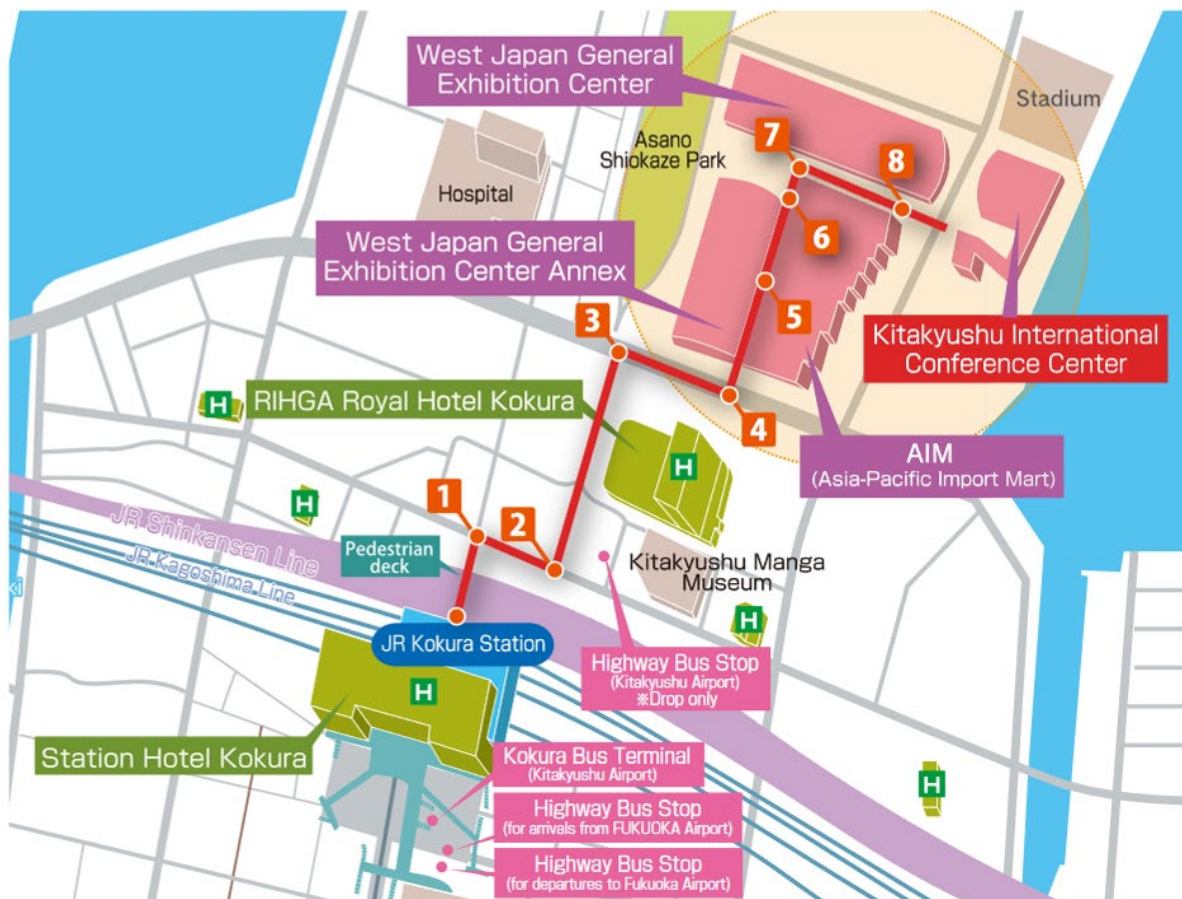 West Japan General
Exhibition Center
Stadium
Asano
Shiokaze Park
7
8
Hospital
6
West Japan General
Exhibition Center Annex
5
3
Kitakyushu International
Conference Center
RIHGA Royal Hotel Kokura
H
4
AIM
(Asia-Pacific Import Mart)
H
H
1
2
JR Shinkansen Line
Pedestrian
deck
JR Kagoshima Line
Kitakyushu Manga
Museum
H
JR Kokura Station
Highway Bus Stop
(Kitakyushu Airport)
※Drop only
H
Station Hotel Kokura
Kokura Bus Terminal
(Kitakyushu Airport)
H
Highway Bus Stop
(for arrivals from FUKUOKA Airport)
Highway Bus Stop
(for departures to Fukuoka Airport)